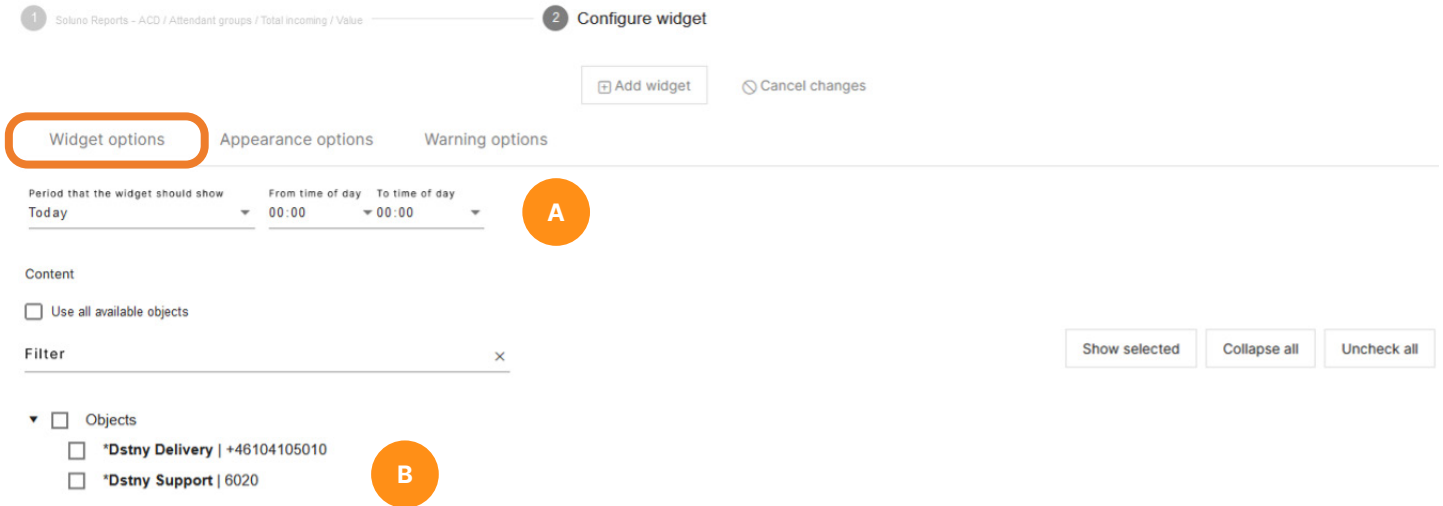 1 Soluno Reports - ACD / Attendant groups / Total incoming / Value 2 Configure widget
Add widget Cancel changes
Widget options Appearance options Warning options
Period that the widget should show From time of day To time of day
Today 00:00 00:00
A
Content
Use all available objects
Filter
Show selected Collapse all Uncheck all
Objects
*Dstny Delivery | +46104105010
*Dstny Support | 6020
B